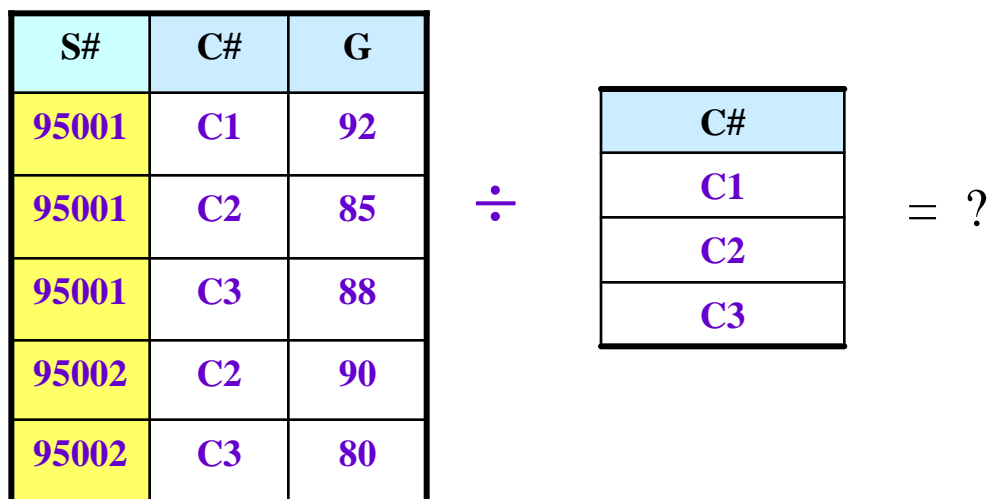 S# C# G
95001 C1 92
95001 C2 85
95001 C3 88
95002 C2 90
95002 C3 80
÷
C#
C1
C2
C3
= ?